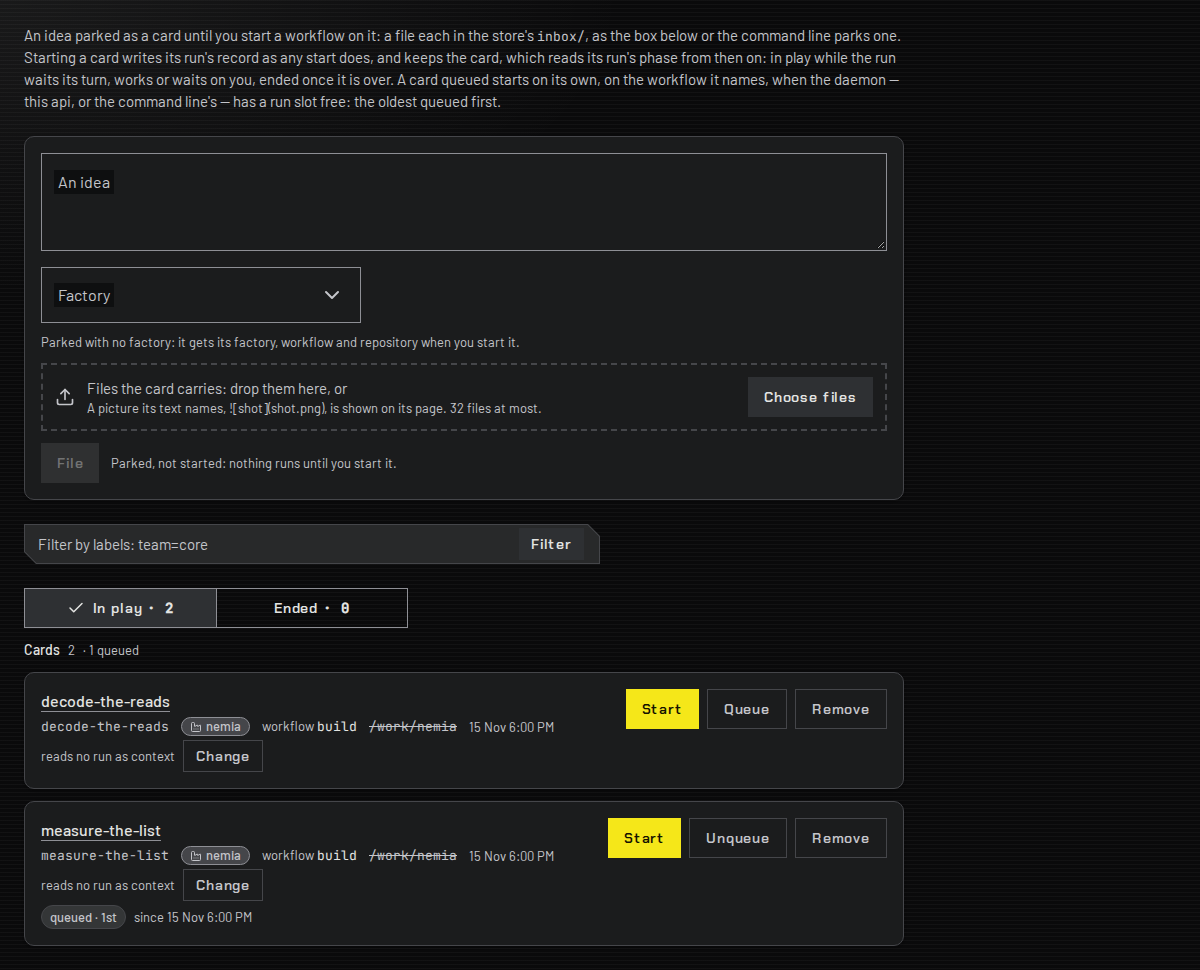 An idea parked as a card until you start a workflow on it: a file each in the store's inbox/, as the box below or the command line parks one.
Starting a card writes its run's record as any start does, and keeps the card, which reads its run's phase from then on: in play while the run
waits its turn, works or waits on you, ended once it is over. A card queued starts on its own, on the workflow it names, when the daemon —
this api, or the command line's — has a run slot free: the oldest queued first.
An idea
Factory
Parked with no factory: it gets its factory, workflow and repository when you start it.
Files the card carries: drop them here, or
A picture its text names, ![shot](shot.png), is shown on its page. 32 files at most.
Choose files
File
Parked, not started: nothing runs until you start it.
Filter by labels: team=core
Filter
In play · 2
Ended · 0
Cards 2 · 1 queued
decode-the-reads
Start
Queue
Remove
decode-the-reads nemia workflow build /work/nemia 15 Nov 6:00 PM
reads no run as context Change
measure-the-list
Start
Unqueue
Remove
measure-the-list nemia workflow build /work/nemia 15 Nov 6:00 PM
reads no run as context Change
queued · 1st since 15 Nov 6:00 PM